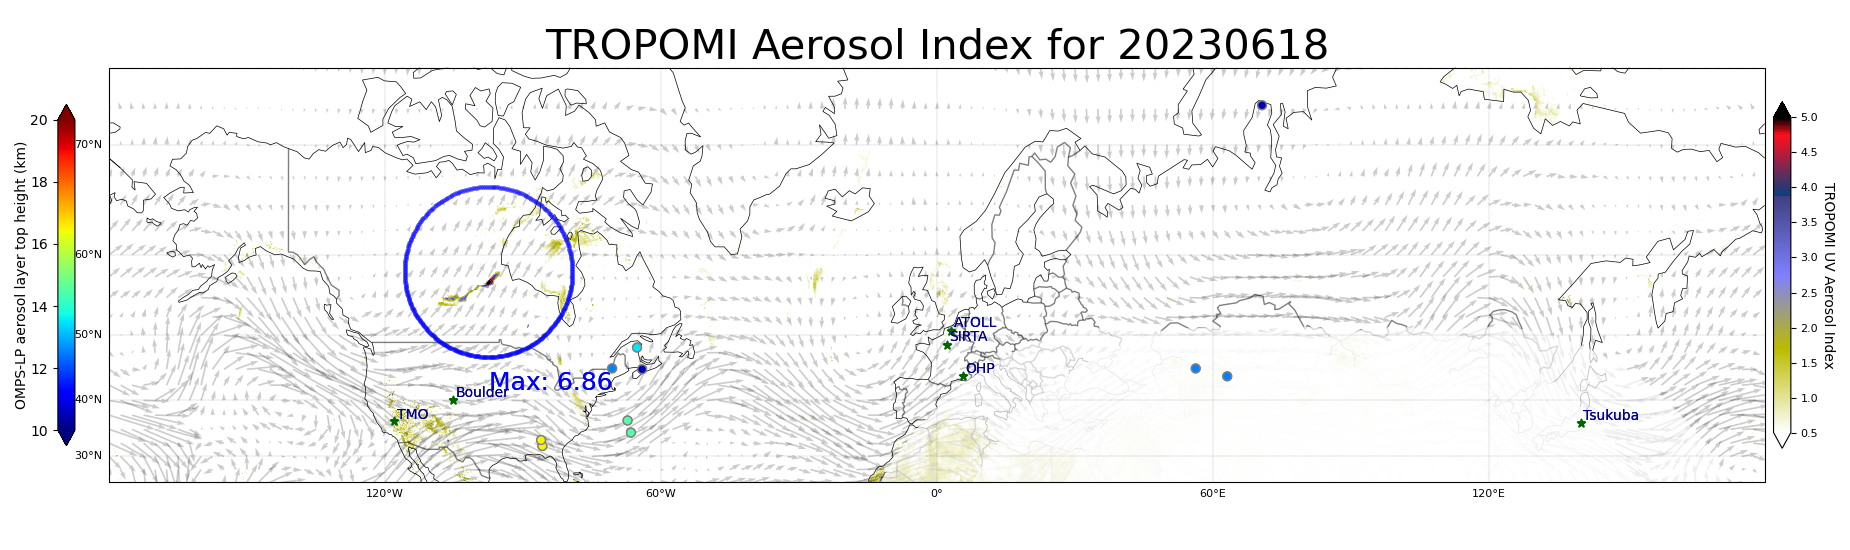 TROPOMI Aerosol Index for 20230618
OMPS-LP aerosol layer top height (km)
20
18
16
14
12
10
70°N
60°N
50°N
40°N
30°N
120°W
60°W
0°
60°E
120°E
Max: 6.86
Boulder
TMO
ATOLL
SIRTA
OHP
Tsukuba
5.0
4.5
4.0
3.5
3.0
2.5
2.0
1.5
1.0
0.5
TROPOMI UV Aerosol Index